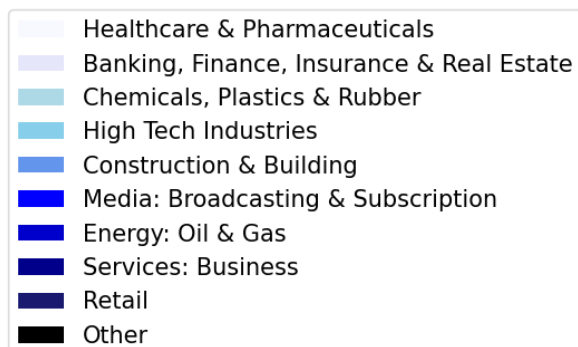 Healthcare & Pharmaceuticals
Banking, Finance, Insurance & Real Estate
Chemicals, Plastics & Rubber
High Tech Industries
Construction & Building
Media: Broadcasting & Subscription
Energy: Oil & Gas
Services: Business
Retail
Other